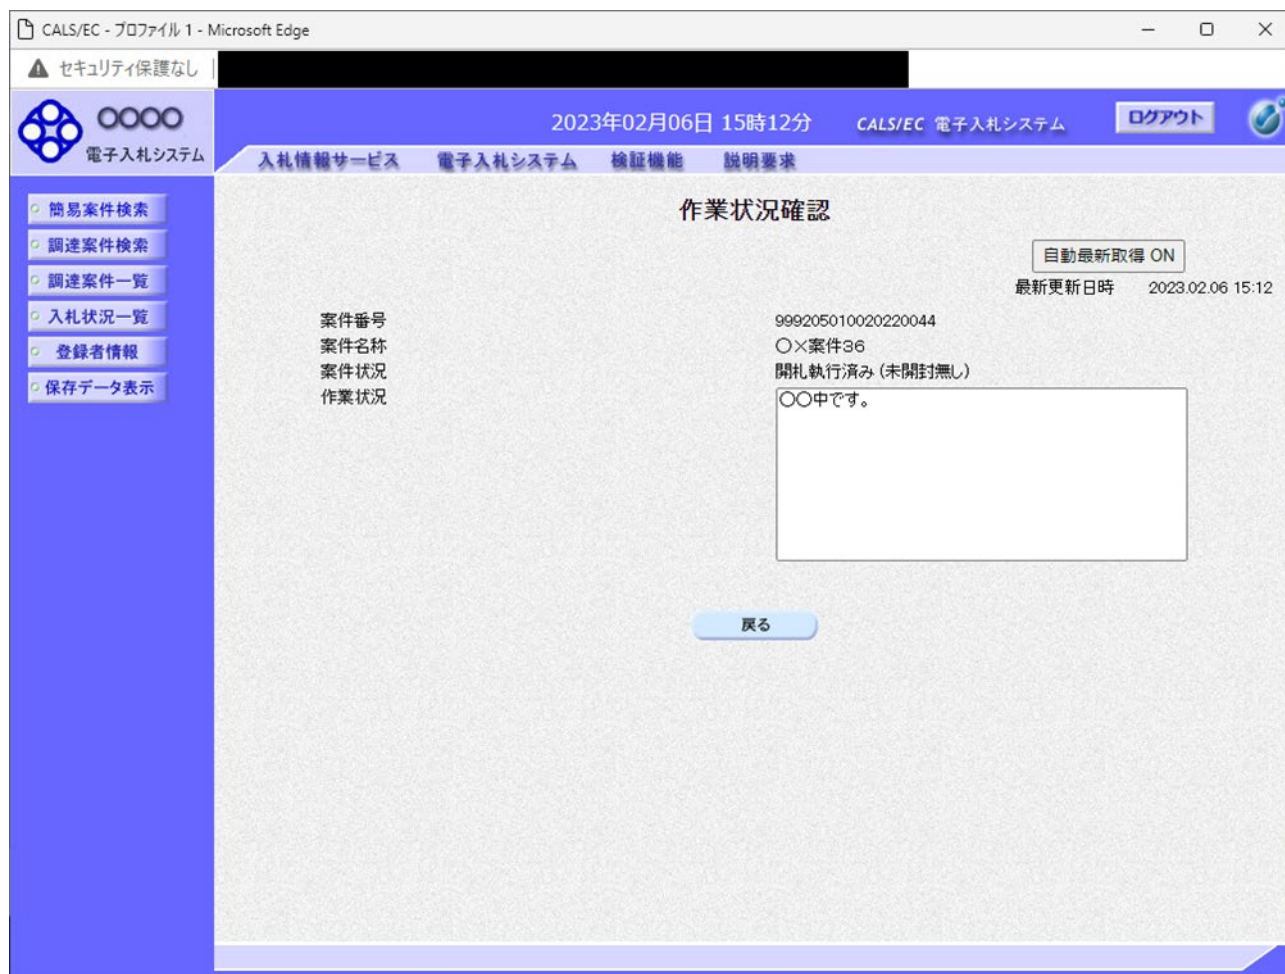 CALS/EC - プロファイル 1 - Microsoft Edge
セキュリティ保護なし
〇〇〇〇
電子入札システム
2023年02月06日 15時12分
CALS/EC 電子入札システム
ログアウト
入札情報サービス 電子入札システム 検証機能 説明要求
簡易案件検索
調達案件検索
調達案件一覧
入札状況一覧
登録者情報
保存データ表示
作業状況確認
自動最新取得 ON
最新更新日時 2023.02.06 15:12
案件番号 999205010020220044
案件名称 〇×案件36
案件状況 開札執行済み(未開封無し)
作業状況 〇〇中です。
戻る